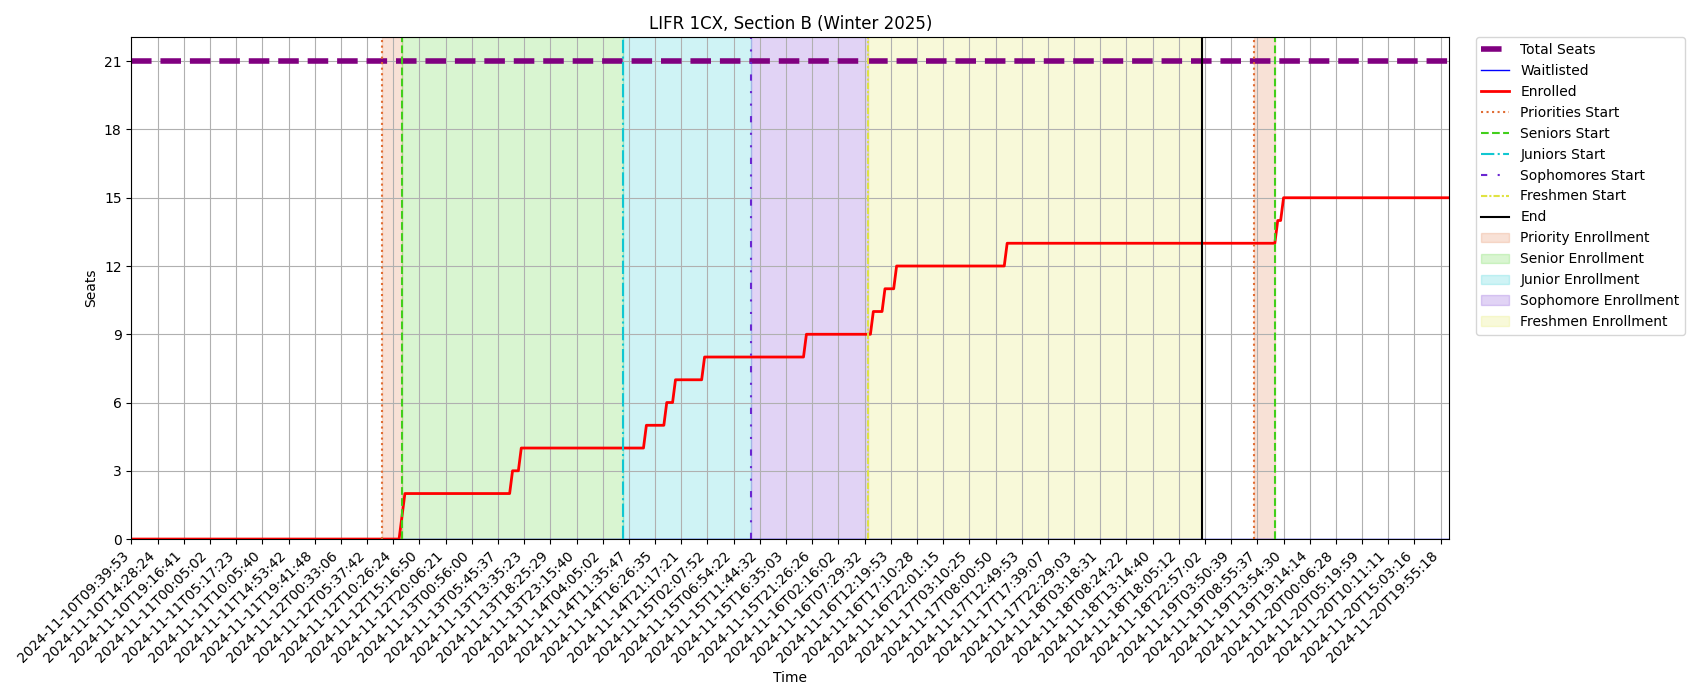 LIFR 1CX, Section B (Winter 2025)
Seats
21
18
15
12
9
6
3
0
2024-11-10T09:39:53
2024-11-10T14:28:24
2024-11-10T19:16:41
2024-11-11T00:05:02
2024-11-11T05:17:23
2024-11-11T10:05:40
2024-11-11T14:53:42
2024-11-11T19:41:48
2024-11-12T00:33:06
2024-11-12T05:37:42
2024-11-12T10:26:24
2024-11-12T15:16:50
2024-11-12T20:06:21
2024-11-13T00:56:00
2024-11-13T05:45:37
2024-11-13T13:35:23
2024-11-13T18:25:29
2024-11-13T23:15:40
2024-11-14T04:05:02
2024-11-14T11:35:47
2024-11-14T16:26:35
2024-11-14T21:17:21
2024-11-15T02:07:52
2024-11-15T06:54:22
2024-11-15T11:44:32
2024-11-15T16:35:03
2024-11-15T21:26:26
2024-11-16T02:16:02
2024-11-16T07:29:32
2024-11-16T12:19:53
2024-11-16T17:10:28
2024-11-16T22:01:15
2024-11-17T03:10:25
2024-11-17T08:00:50
2024-11-17T12:49:53
2024-11-17T17:39:07
2024-11-17T22:29:03
2024-11-18T03:18:31
2024-11-18T08:24:22
2024-11-18T13:14:40
2024-11-18T18:05:12
2024-11-18T22:57:02
2024-11-19T03:50:39
2024-11-19T08:55:37
2024-11-19T13:54:30
2024-11-19T19:14:14
2024-11-20T00:06:28
2024-11-20T05:19:59
2024-11-20T10:11:11
2024-11-20T15:03:16
2024-11-20T19:55:18
Time
Total Seats
Waitlisted
Enrolled
Priorities Start
Seniors Start
Juniors Start
Sophomores Start
Freshmen Start
End
Priority Enrollment
Senior Enrollment
Junior Enrollment
Sophomore Enrollment
Freshmen Enrollment